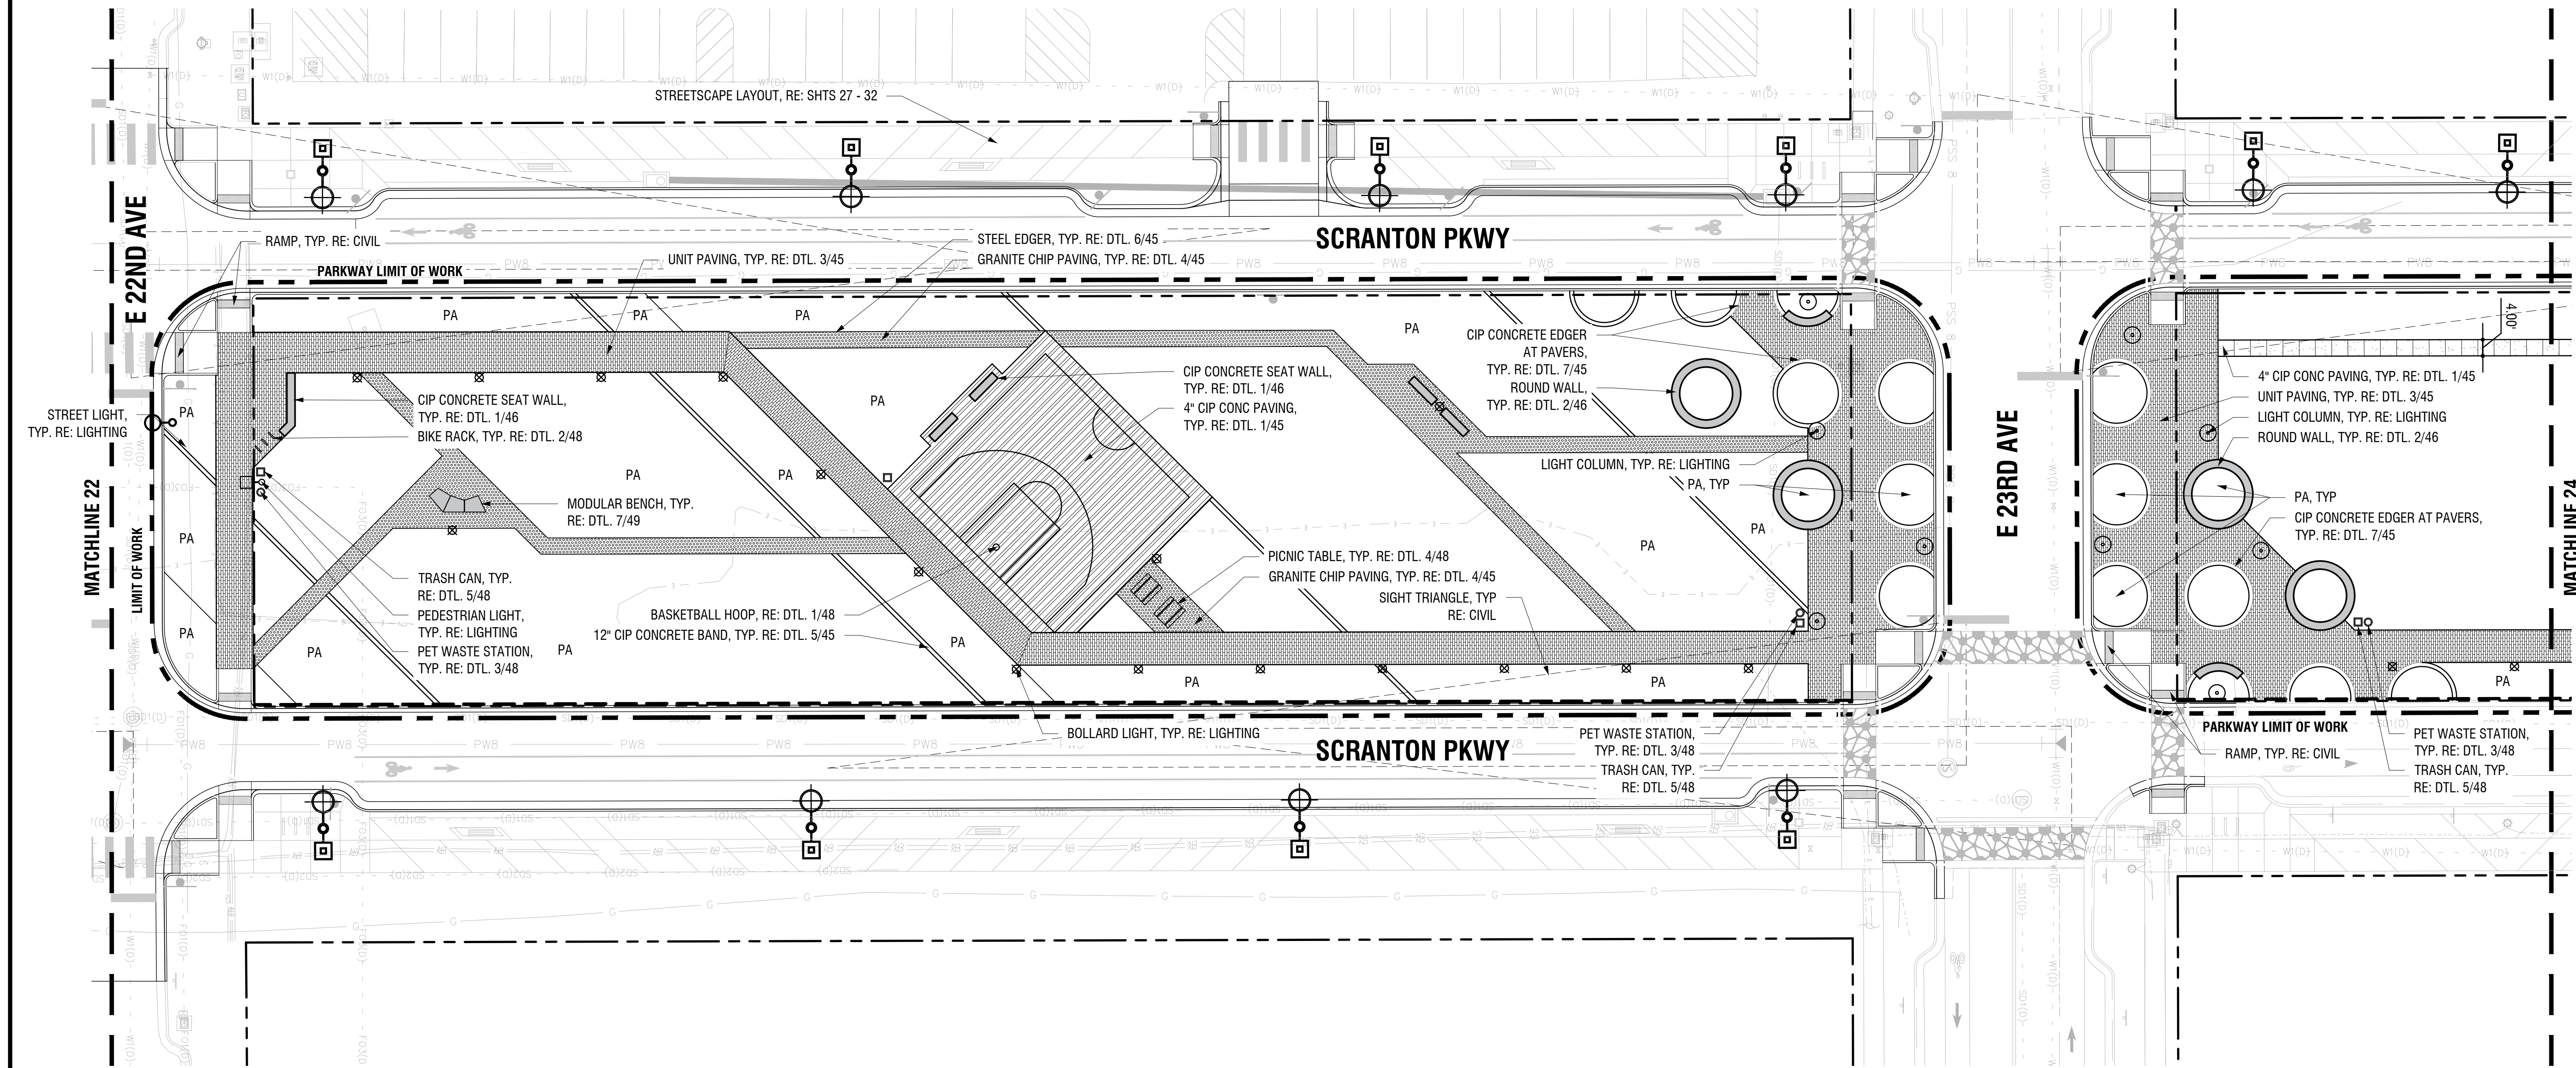 STREETSCAPE LAYOUT, RE: SHTS 27 - 32
E 22ND AVE
RAMP, TYP. RE: CIVIL
PARKWAY LIMIT OF WORK
UNIT PAVING, TYP. RE: DTL. 3/45
STEEL EDGER, TYP. RE: DTL. 6/45
GRANITE CHIP PAVING, TYP. RE: DTL. 4/45
SCRANTON PKWY
PA
PA
PA
PA
CIP CONCRETE EDGER
AT PAVERS,
TYP. RE: DTL. 7/45
ROUND WALL,
TYP. RE: DTL. 2/46
4.00'
STREET LIGHT,
TYP. RE: LIGHTING
PA
CIP CONCRETE SEAT WALL,
TYP. RE: DTL. 1/46
BIKE RACK, TYP. RE: DTL. 2/48
PA
CIP CONCRETE SEAT WALL,
TYP. RE: DTL. 1/46
4" CIP CONC PAVING,
TYP. RE: DTL. 1/45
4" CIP CONC PAVING, TYP. RE: DTL. 1/45
UNIT PAVING, TYP. RE: DTL. 3/45
LIGHT COLUMN, TYP. RE: LIGHTING
ROUND WALL, TYP. RE: DTL. 2/46
E 23RD AVE
MATCHLINE 22
LIMIT OF WORK
MATCHLINE 24
PA
PA
LIGHT COLUMN, TYP. RE: LIGHTING
PA, TYP
PA, TYP
CIP CONCRETE EDGER AT PAVERS,
TYP. RE: DTL. 7/45
MODULAR BENCH, TYP.
RE: DTL. 7/49
PA
PA
PA
PICNIC TABLE, TYP. RE: DTL. 4/48
GRANITE CHIP PAVING, TYP. RE: DTL. 4/45
SIGHT TRIANGLE, TYP
RE: CIVIL
TRASH CAN, TYP.
RE: DTL. 5/48
PEDESTRIAN LIGHT,
TYP. RE: LIGHTING
PET WASTE STATION,
TYP. RE: DTL. 3/48
BASKETBALL HOOP, RE: DTL. 1/48
12" CIP CONCRETE BAND, TYP. RE: DTL. 5/45
PA
PA
PA
PA
PA
PA
PA
BOLLARD LIGHT, TYP. RE: LIGHTING
SCRANTON PKWY
PET WASTE STATION,
TYP. RE: DTL. 3/48
TRASH CAN, TYP.
RE: DTL. 5/48
PARKWAY LIMIT OF WORK
RAMP, TYP. RE: CIVIL
PET WASTE STATION,
TYP. RE: DTL. 3/48
TRASH CAN, TYP.
RE: DTL. 5/48